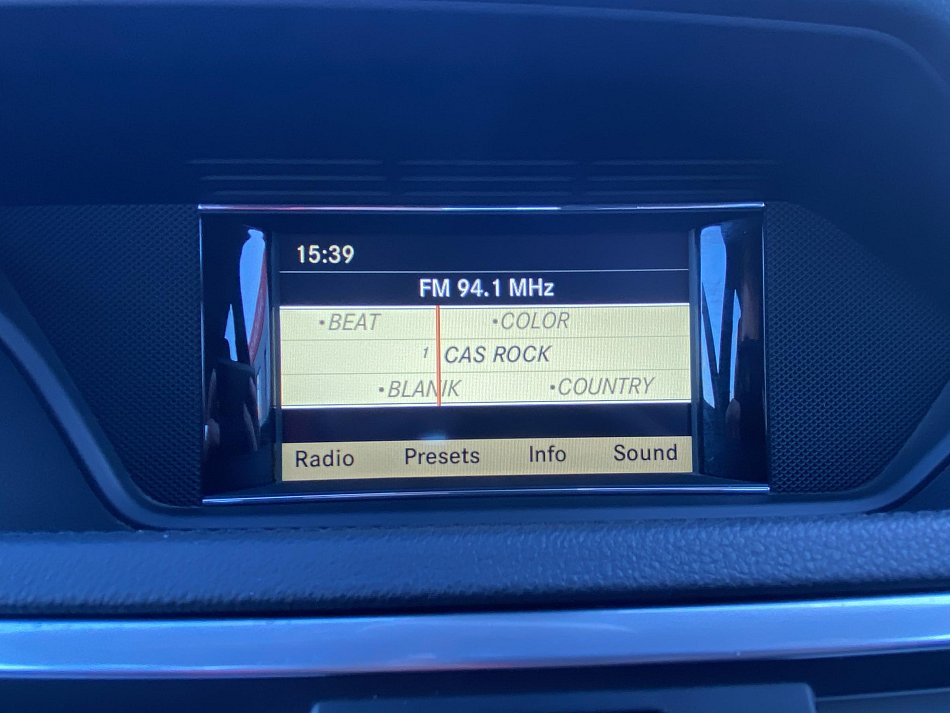 15:39
FM 94.1 MHz
•BEAT •COLOR
1 CAS ROCK
•BLANIK •COUNTRY
Radio Presets Info Sound